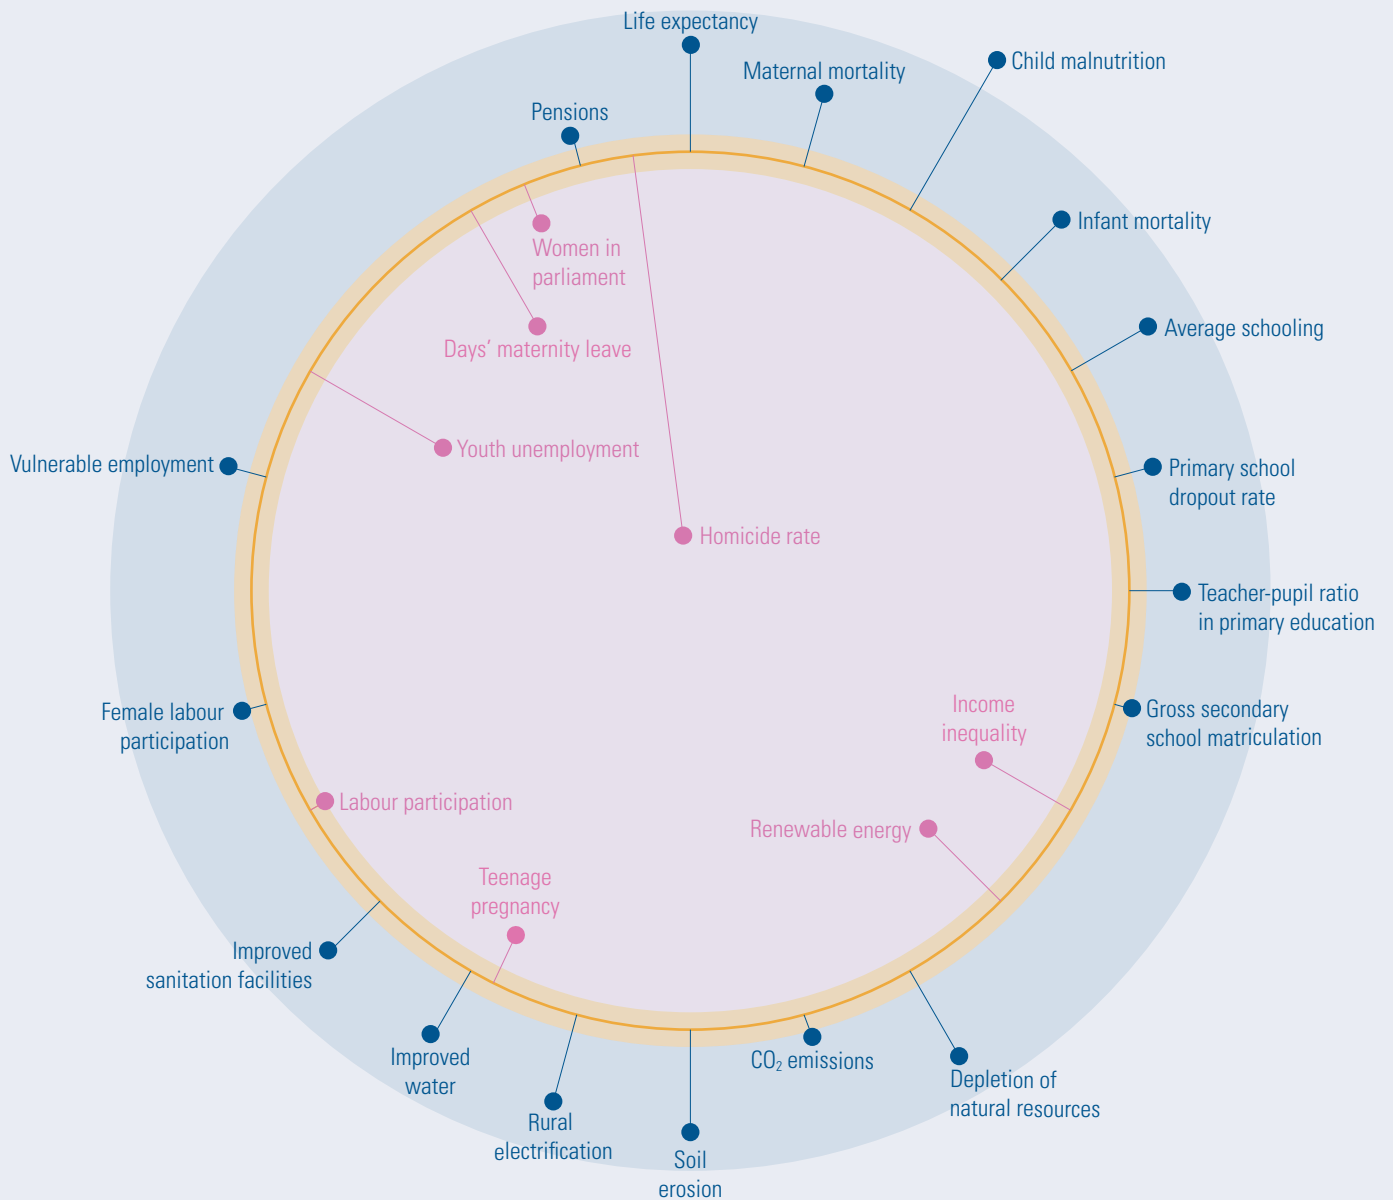 Life expectancy
Child malnutrition
Maternal mortality
Pensions
Infant mortality
Women in
parliament
Average schooling
Days’ maternity leave
Youth unemployment
Vulnerable employment
Primary school
dropout rate
Homicide rate
Teacher-pupil ratio
in primary education
Female labour
participation
Income
inequality
Gross secondary
school matriculation
Labour participation
Renewable energy
Teenage
pregnancy
Improved
sanitation facilities
Improved
water
CO₂ emissions
Depletion of
natural resources
Rural
electrification
Soil
erosion